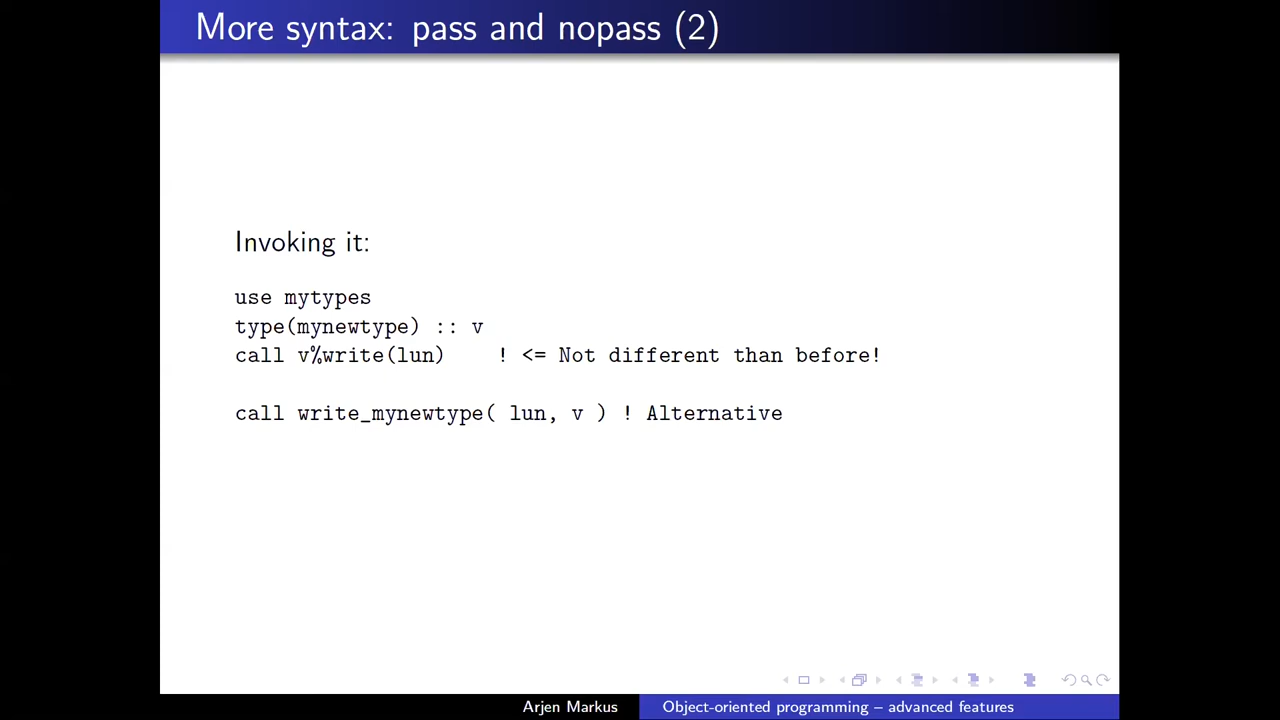 More syntax: pass and nopass (2)
Invoking it:
use mytypes
type(mynewtype) :: v
call v%write(lun) ! <= Not different than before!
call write_mynewtype( lun, v ) ! Alternative
Arjen Markus
Object-oriented programming – advanced features